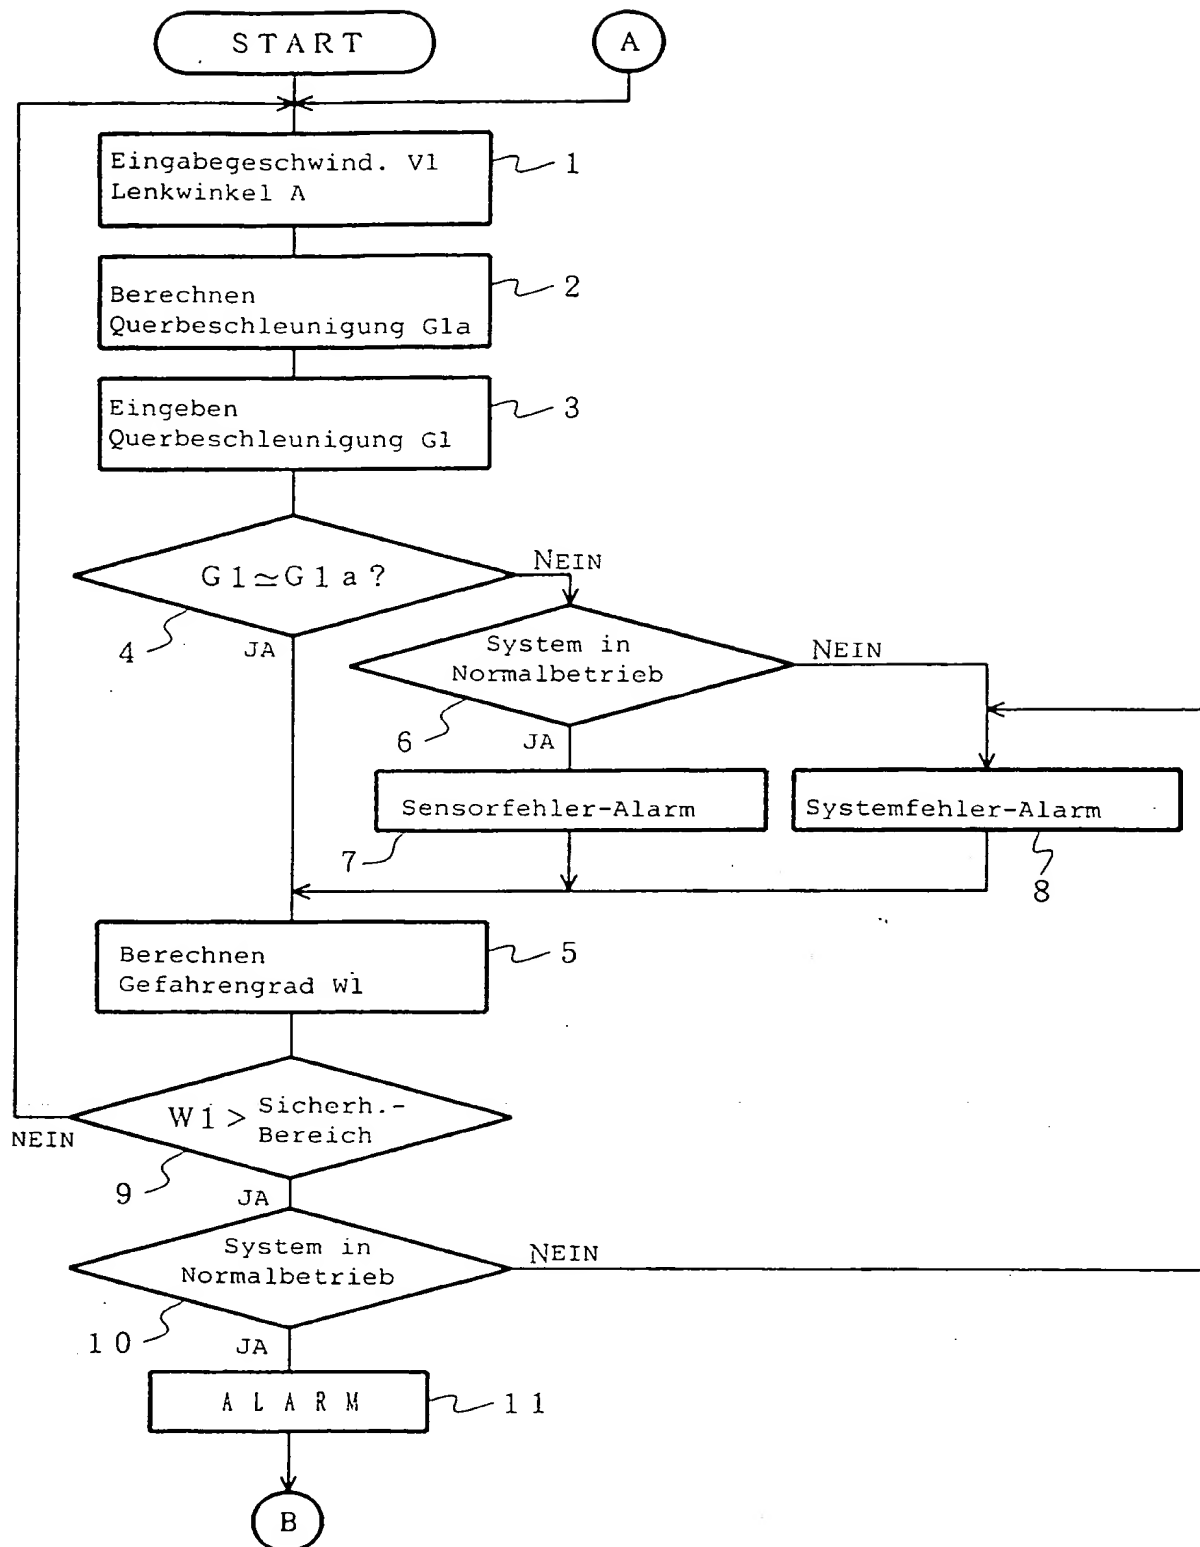 START
A
Eingabegeschwind. V1
Lenkwinkel A
1
Berechnen
Querbeschleunigung G1a
2
Eingeben
Querbeschleunigung G1
3
G1≃G1a?
NEIN
4
JA
System in
Normalbetrieb
NEIN
6
JA
Sensorfehler-Alarm
7
Systemfehler-Alarm
8
Berechnen
Gefahrengrad W1
5
W1> Sicherh.-
Bereich
NEIN
9
JA
System in
Normalbetrieb
NEIN
10
JA
ALARM
11
B